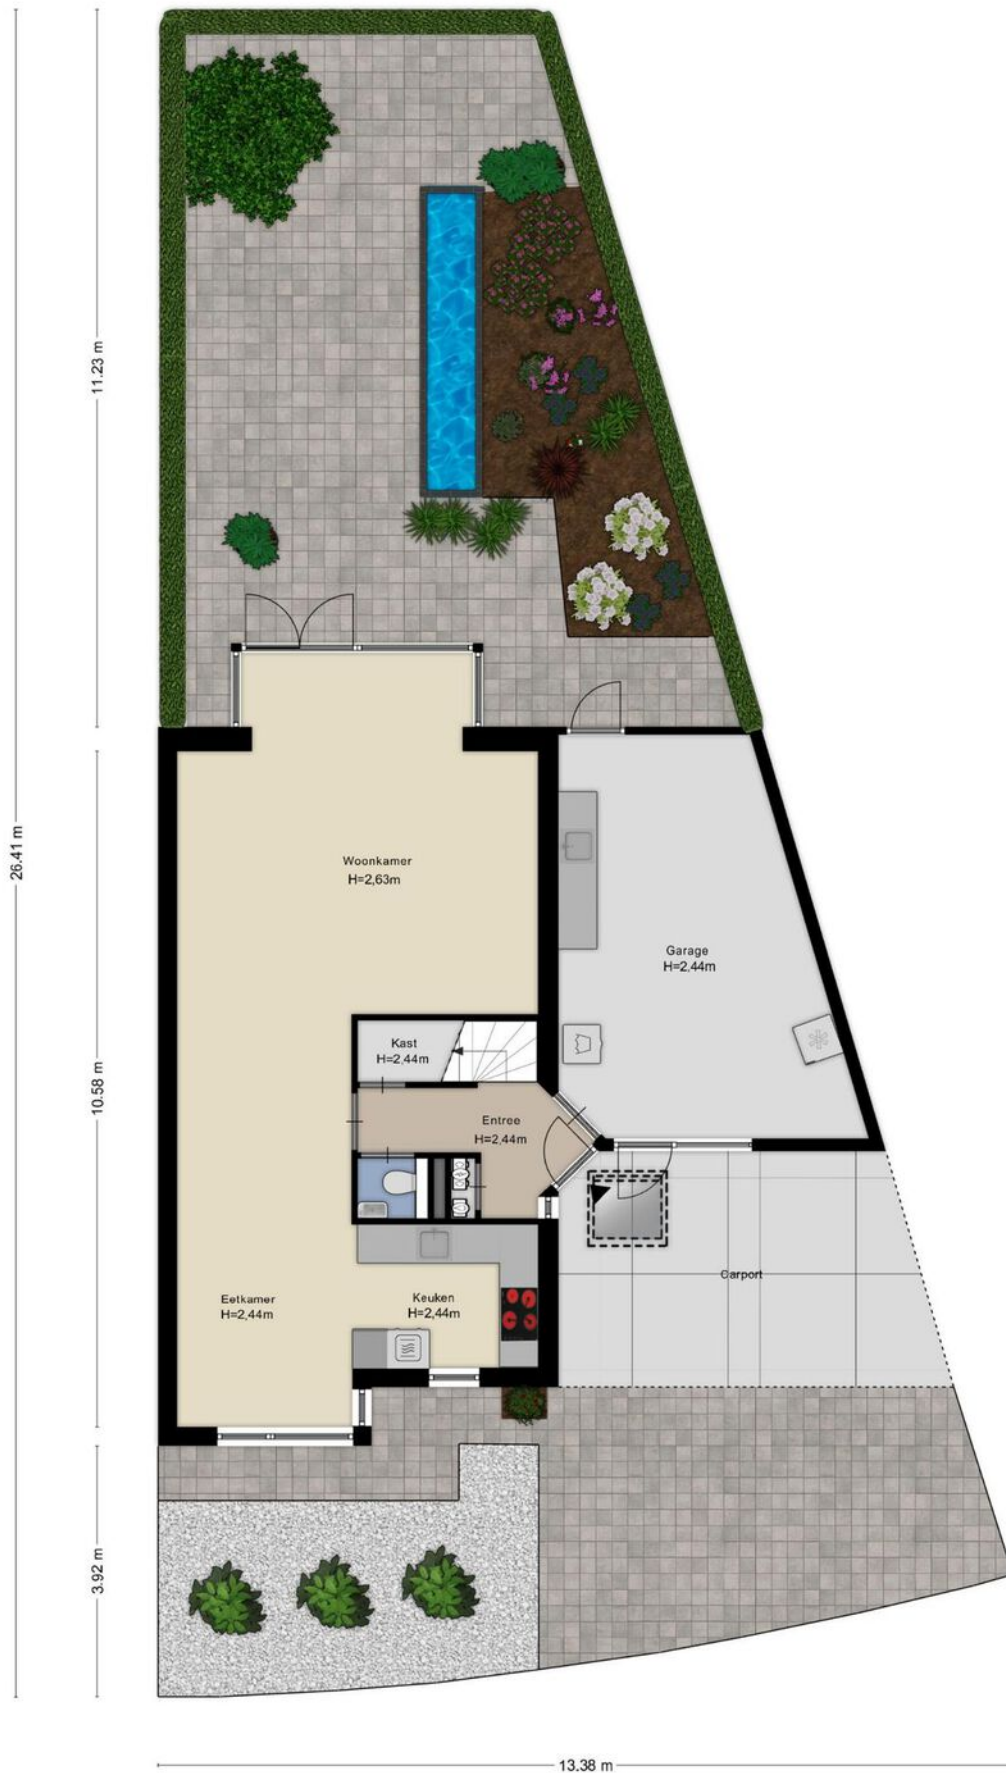 11.23 m
26.41 m
Woonkamer
H=2,63m
Garage
H=2,44m
Kast
H=2,44m
10.58 m
Entree
H=2,44m
Carport
Eetkamer
H=2,44m
Keuken
H=2,44m
3.92 m
13.38 m